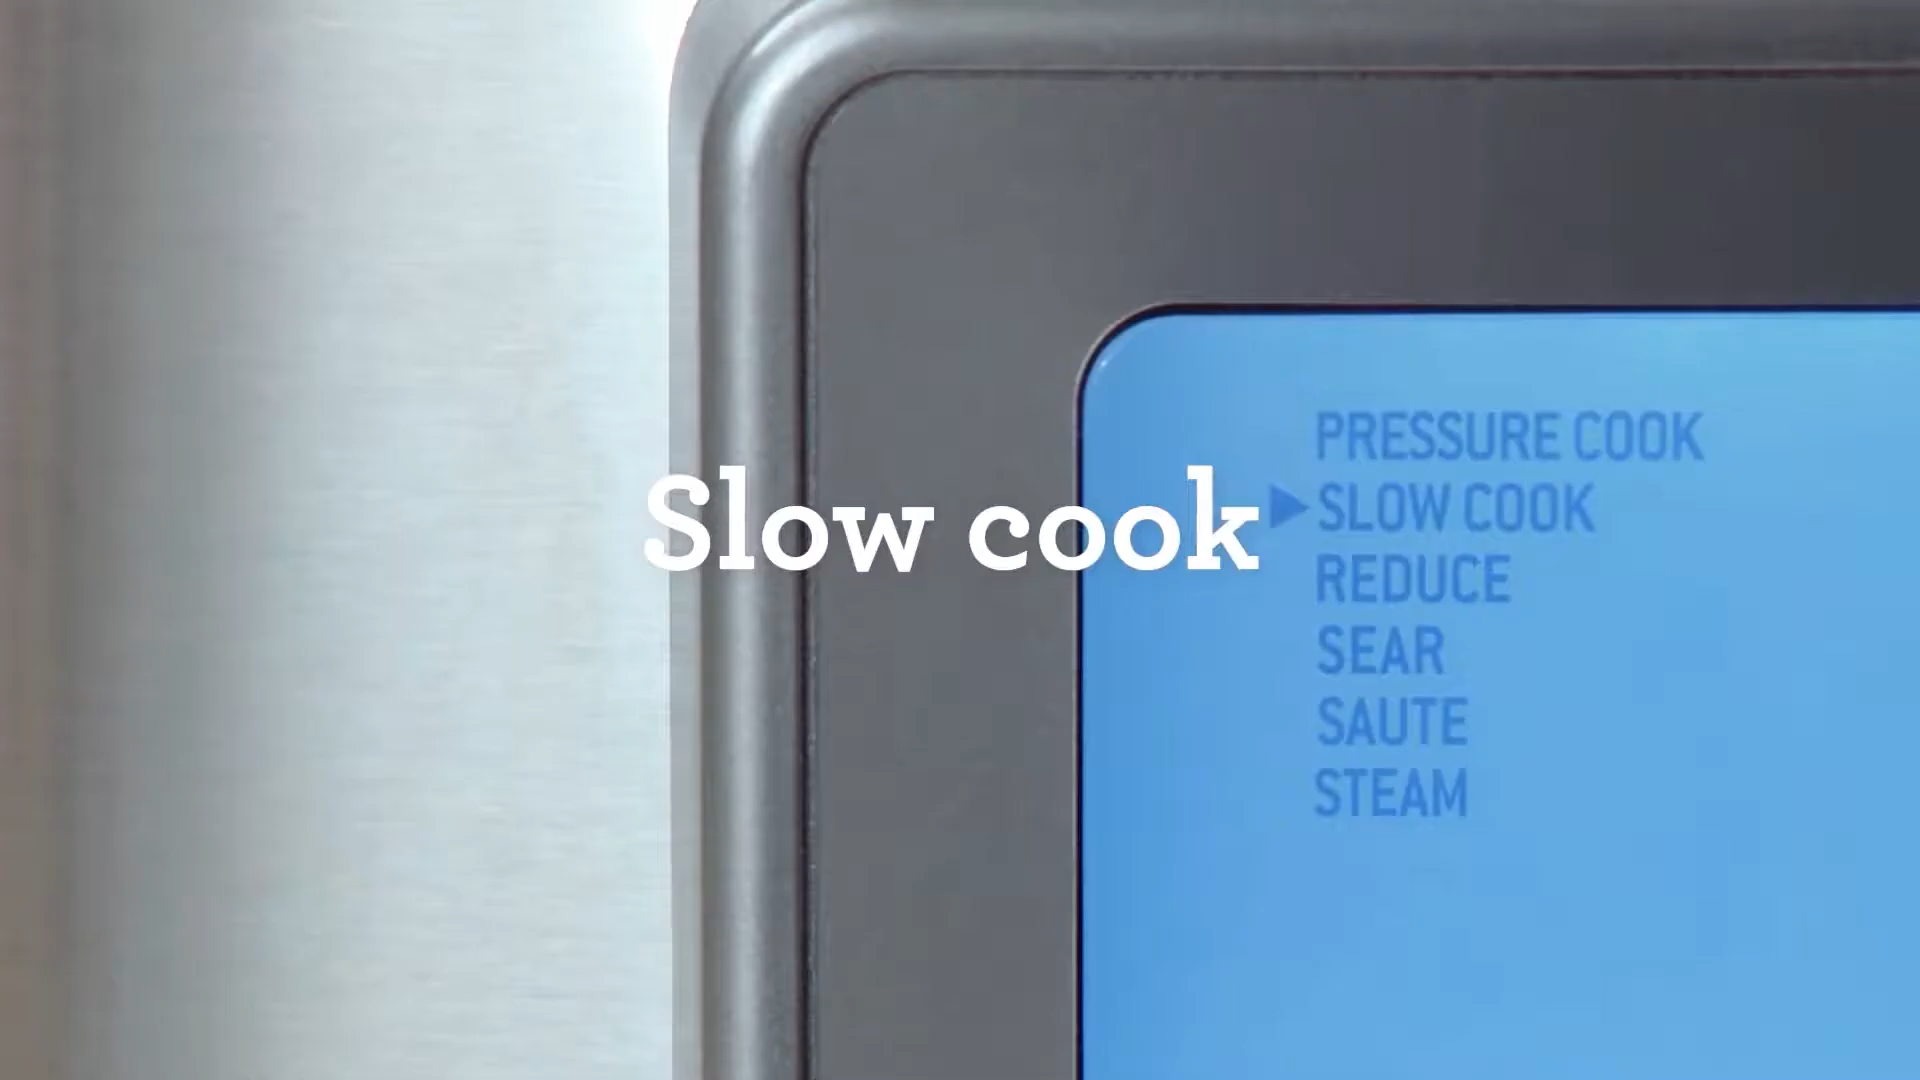 PRESSURE COOK
SLOW COOK
REDUCE
SEAR
SAUTE
STEAM
Slow cook